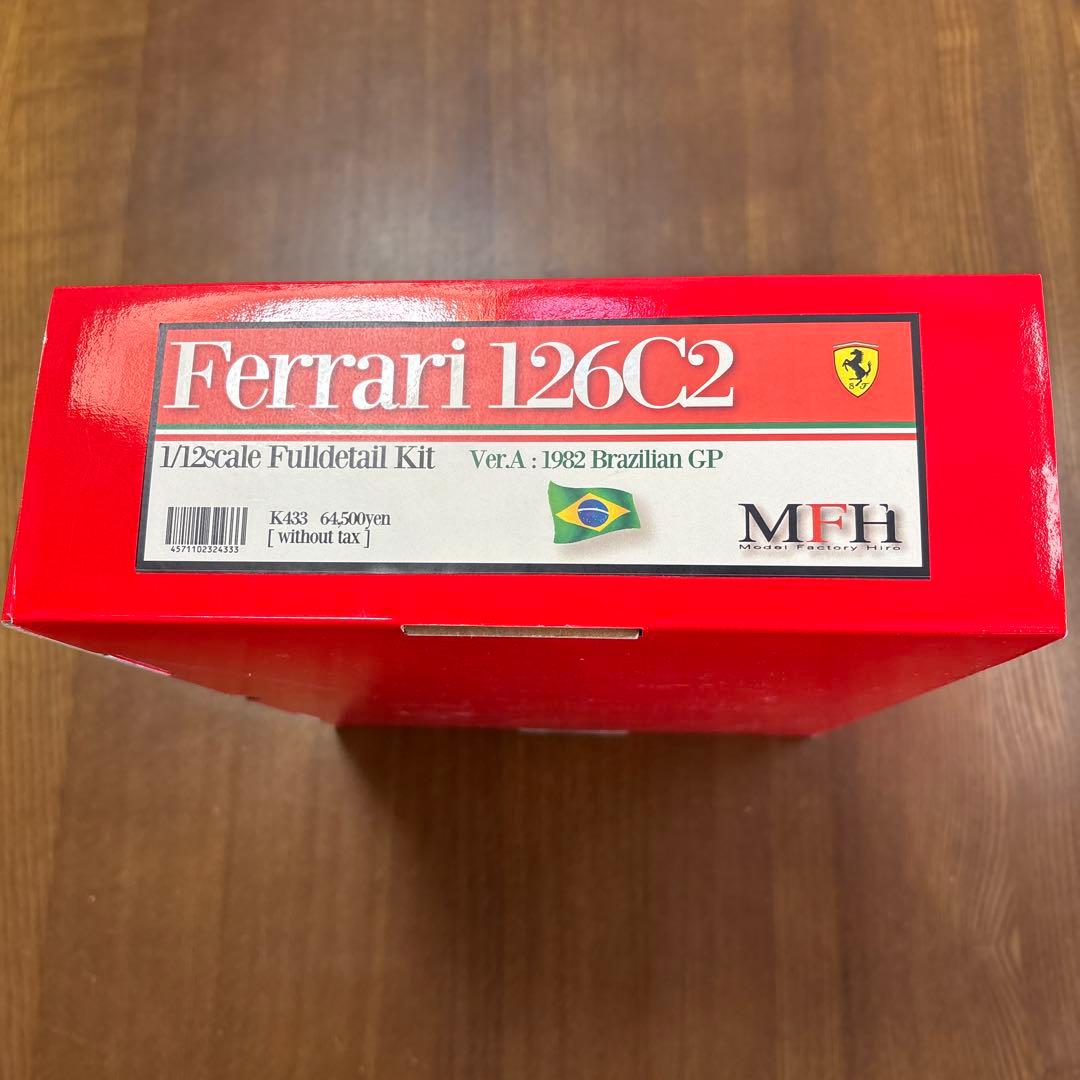 Ferrari 126C2
1/12scale Fulldetail Kit Ver.A : 1982 Brazilian GP
K433 64,500yen
[ without tax ]
4571102324333
MFH
Model Factory Hiro
S F